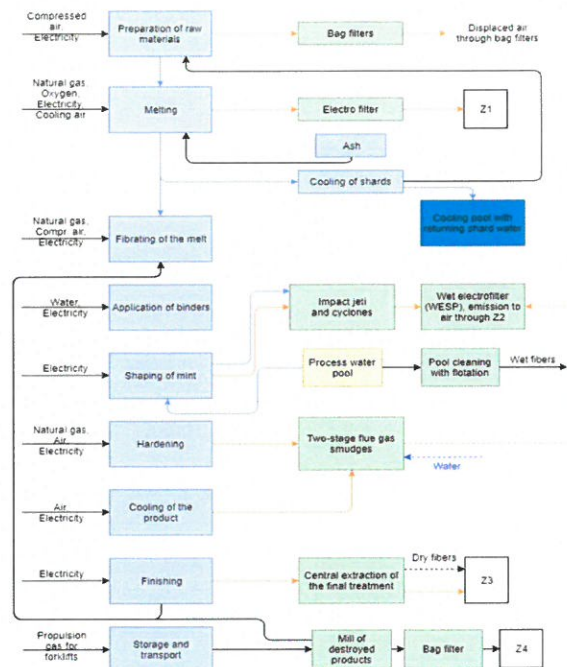 Compressed
air,
Electricity
Preparation of raw
materials
Bag filters
Displaced air
through bag filters
Natural gas,
Oxygen,
Electricity,
Cooling air
Melting
Electro filter
Z1
Ash
Cooling of shards
Cooling pool with
returning shard water
Natural gas,
Compr. air,
Electricity
Fibrating of the melt
Water,
Electricity
Application of binders
Impact jeti
and cyclones
Wet electrofilter
(WESP), emission to
air through Z2
Electricity
Shaping of mint
Process water
pool
Pool cleaning
with flotation
Wet fibers
Natural gas,
Air,
Electricity
Hardening
Two-stage flue gas
smudges
Water
Air,
Electricity
Cooling of the
product
Electricity
Finishing
Central extraction of
the final treatment
Dry fibers
Z3
Propulsion
gas for
forklifts
Storage and
transport
Mill of
destroyed
products
Bag filter
Z4